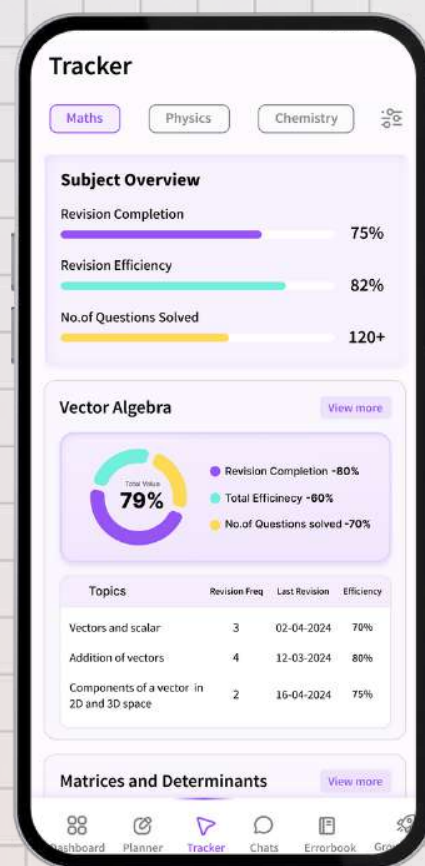 Tracker
Maths Physics Chemistry
Subject Overview
Revision Completion
75%
Revision Efficiency
82%
No.of Questions Solved
120+
Vector Algebra View more
Total Value
79%
Revision Completion -80%
Total Efficinecy -60%
No.of Questions solved -70%
Topics Revision Freq Last Revision Efficiency
Vectors and scalar 3 02-04-2024 70%
Addition of vectors 4 12-03-2024 80%
Components of a vector in
2D and 3D space 2 16-04-2024 75%
Matrices and Determinants View more
ashboard Planner Tracker Chats Errorbook Gro